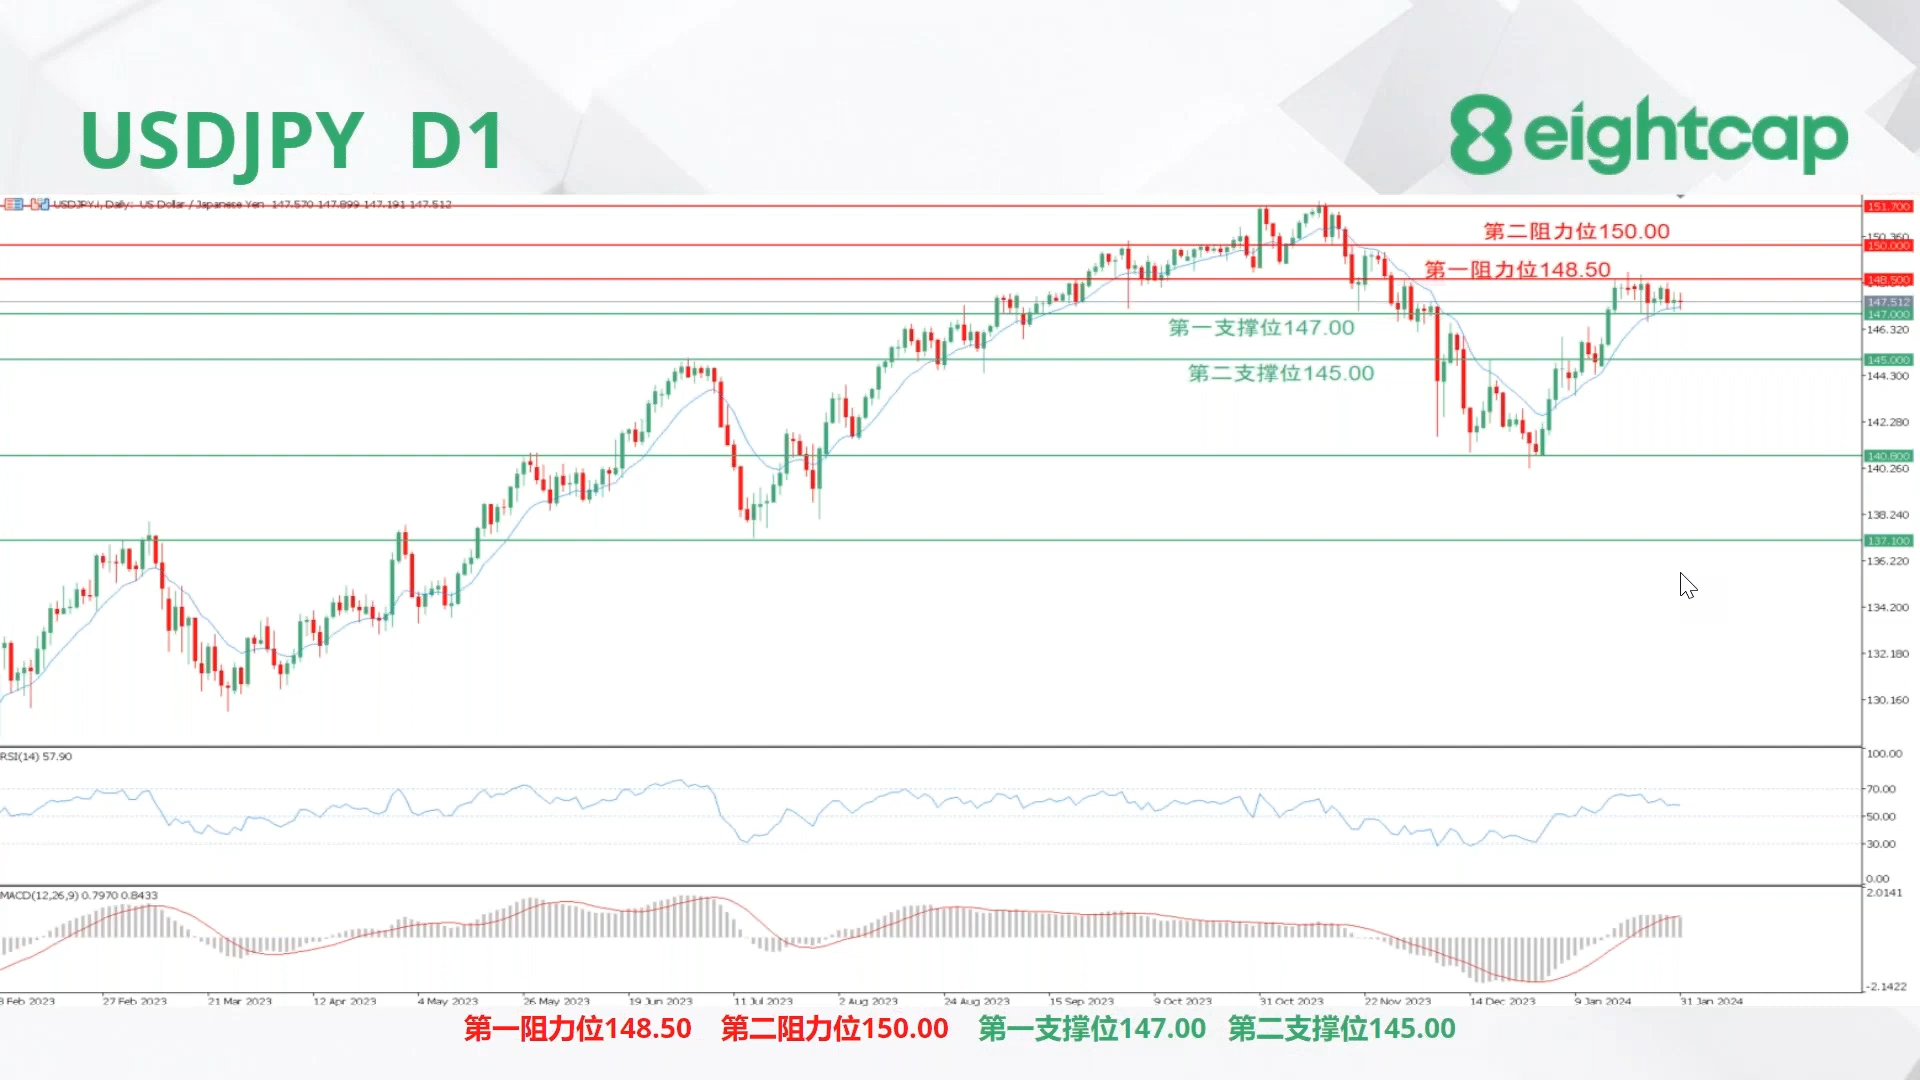 USDJPY D1
8 eightcap
USDJPY.i, Daily: US Dollar / Japanese Yen 147.570 147.899 147.191 147.512
151.700
第二阻力位150.00
150.360
150.000
第一阻力位148.50
148.500
147.512
147.000
第一支撑位147.00
146.320
145.000
第二支撑位145.00
144.300
142.280
140.800
140.260
138.240
137.100
136.220
134.200
132.180
130.160
RSI(14) 57.90
100.00
70.00
50.00
30.00
0.00
MACD(12,26,9) 0.7970 0.8433
2.0141
-2.1422
8 Feb 2023 27 Feb 2023 21 Mar 2023 12 Apr 2023 4 May 2023 26 May 2023 19 Jun 2023 11 Jul 2023 2 Aug 2023 24 Aug 2023 15 Sep 2023 9 Oct 2023 31 Oct 2023 22 Nov 2023 14 Dec 2023 9 Jan 2024 31 Jan 2024
第一阻力位148.50 第二阻力位150.00 第一支撑位147.00 第二支撑位145.00